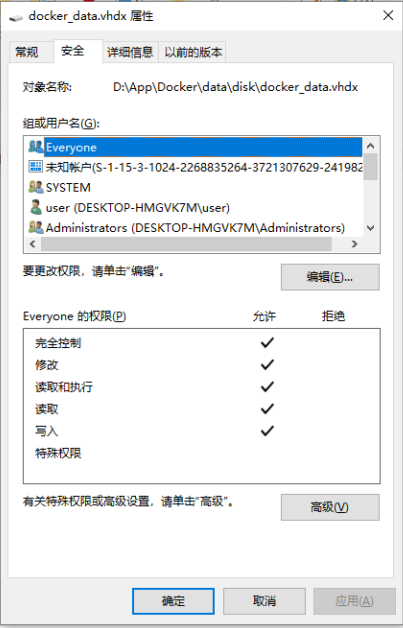 docker_data.vhdx 属性
常规 安全 详细信息 以前的版本
对象名称: D:\App\Docker\data\disk\docker_data.vhdx
组或用户名(G):
Everyone
未知帐户(S-1-15-3-1024-2268835264-3721307629-241982
SYSTEM
user (DESKTOP-HMGVK7M\user)
Administrators (DESKTOP-HMGVK7M\Administrators)
要更改权限，请单击“编辑”。 编辑(E)...
Everyone 的权限(P) 允许 拒绝
完全控制
修改
读取和执行
读取
写入
特殊权限
有关特殊权限或高级设置，请单击“高级”。 高级(V)
确定 取消 应用(A)